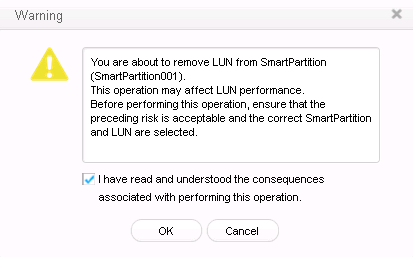 Warning
You are about to remove LUN from SmartPartition
(SmartPartition001).
This operation may affect LUN performance.
Before performing this operation, ensure that the
preceding risk is acceptable and the correct SmartPartition
and LUN are selected.
I have read and understood the consequences
associated with performing this operation.
OK Cancel